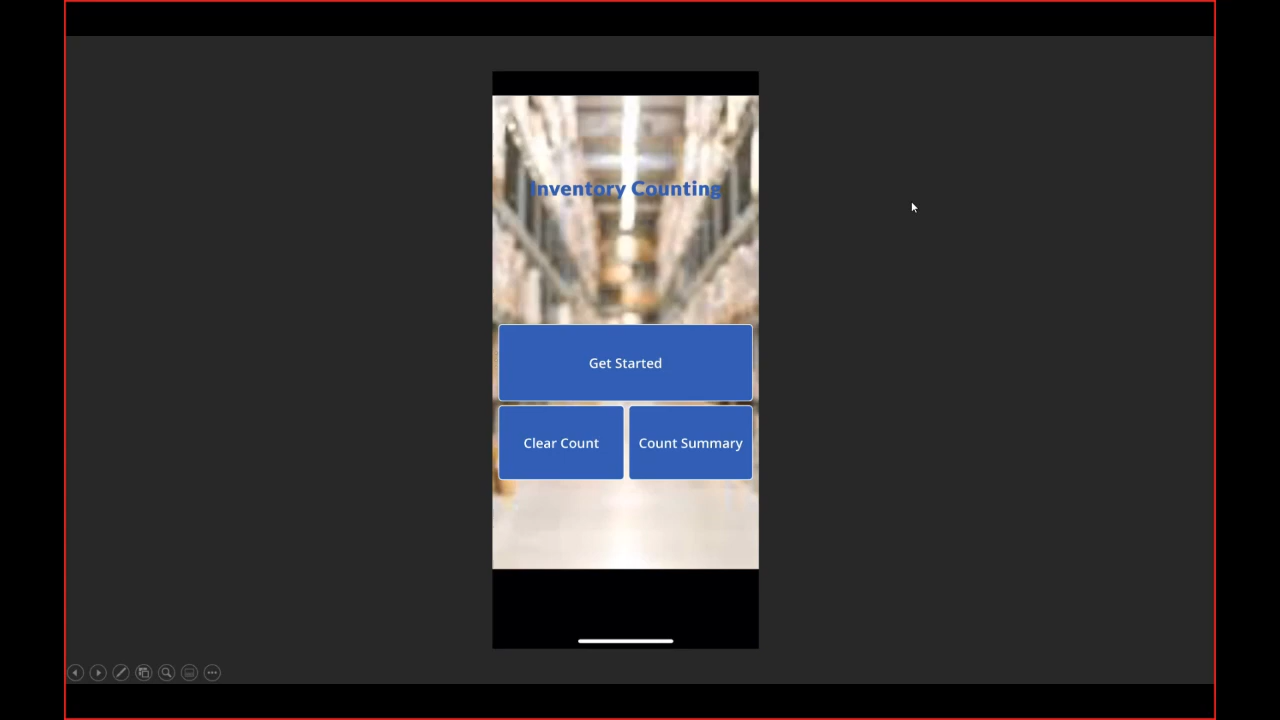 Inventory Counting
Get Started
Clear Count
Count Summary